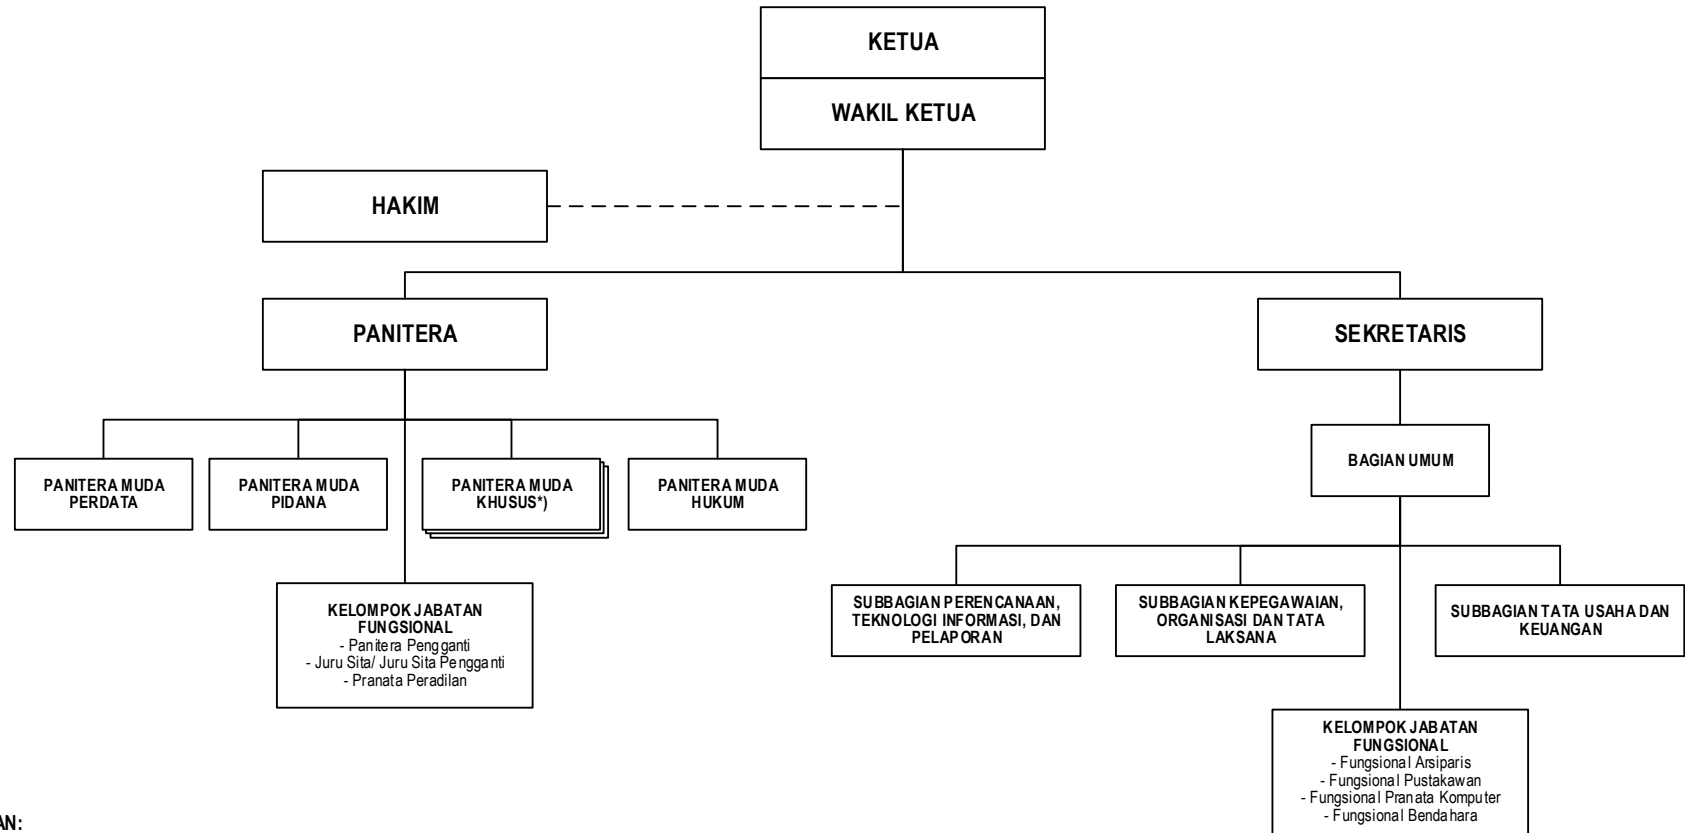 KETUA
WAKIL KETUA
HAKIM
PANITERA
SEKRETARIS
BAGIAN UMUM
PANITERA MUDA
PERDATA
PANITERA MUDA
PIDANA
PANITERA MUDA
KHUSUS*)
PANITERA MUDA
HUKUM
KELOMPOK JABATAN
FUNGSIONAL
- Panitera Pengganti
- Juru Sita/ Juru Sita Pengganti
- Pranata Peradilan
SUBBAGIAN PERENCANAAN,
TEKNOLOGI INFORMASI, DAN
PELAPORAN
SUBBAGIAN KEPEGAWAIAN,
ORGANISASI DAN TATA
LAKSANA
SUBBAGIAN TATA USAHA DAN
KEUANGAN
KELOMPOK JABATAN
FUNGSIONAL
- Fungsional Arsiparis
- Fungsional Pustakawan
- Fungsional Pranata Komputer
- Fungsional Bendahara
AN: